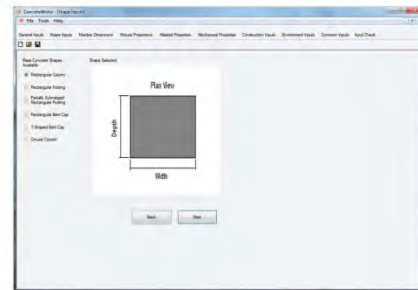 ConcreteWorks - [Shape Inputs]
File Tools Help
General Inputs Shape Inputs Member Dimensions Mixture Proportions Material Properties Mechanical Properties Construction Inputs Environment Inputs Corrosion Inputs Input Check
Mass Concrete Shapes
Available
Shape Selected
Rectangular Column
Rectangular Footing
Partially Submerged
Rectangular Footing
Rectangular Bent Cap
T-Shaped Bent Cap
Circular Column
Plan View
Depth
Width
Back
Next